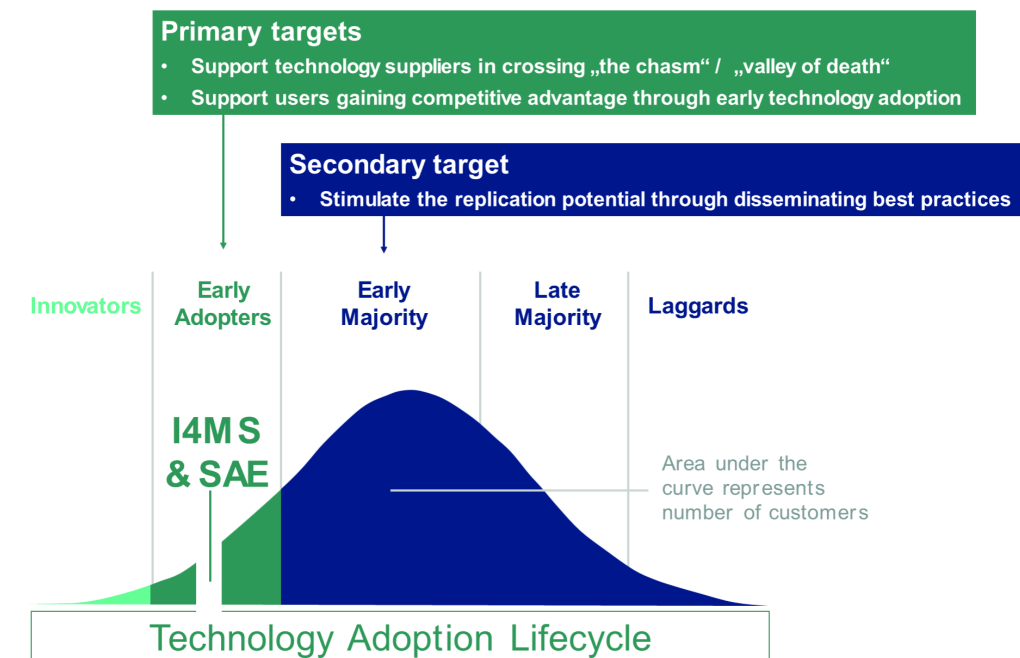 Primary targets
• Support technology suppliers in crossing „the chasm“ / „valley of death“
• Support users gaining competitive advantage through early technology adoption
Secondary target
• Stimulate the replication potential through disseminating best practices
Innovators
Early
Adopters
Early
Majority
Late
Majority
Laggards
I4MS
& SAE
Area under the
curve represents
number of customers
Technology Adoption Lifecycle